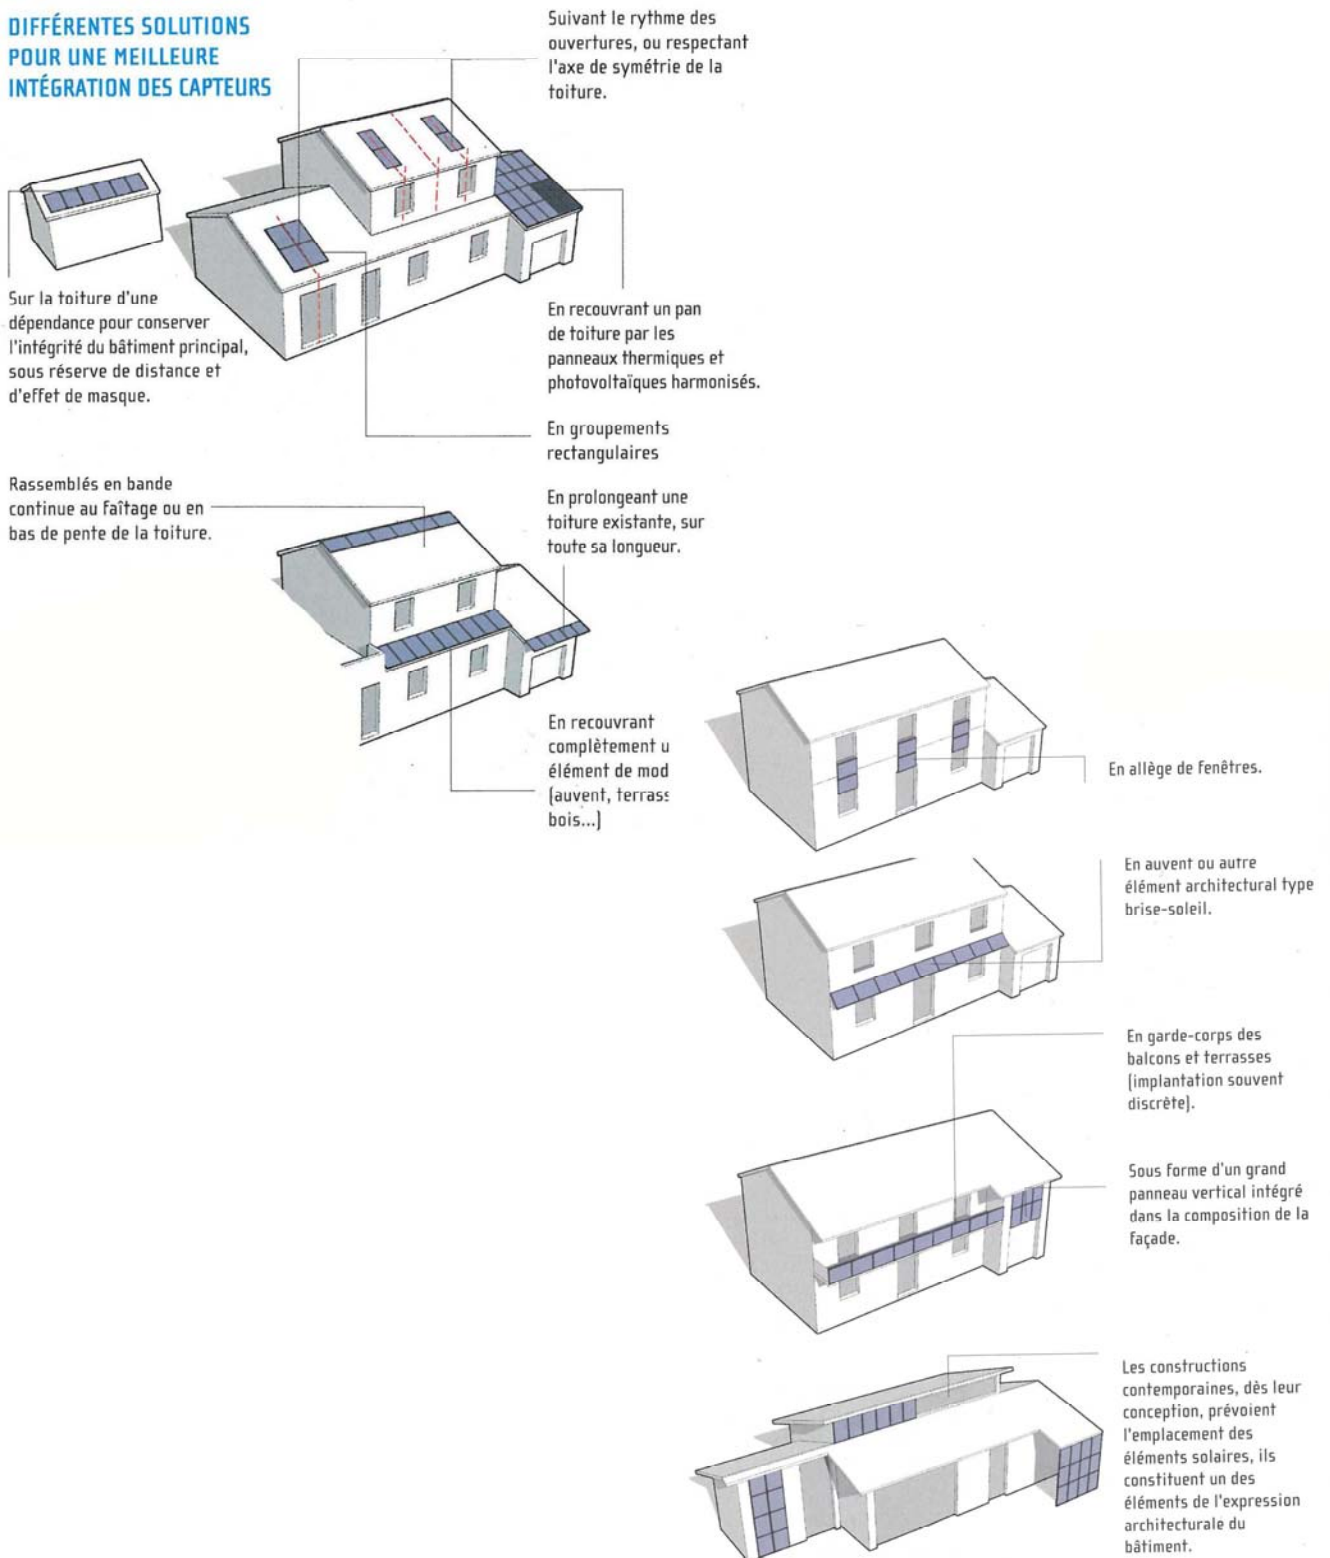 DIFFÉRENTES SOLUTIONS
POUR UNE MEILLEURE
INTÉGRATION DES CAPTEURS
Suivant le rythme des
ouvertures, ou respectant
l'axe de symétrie de la
toiture.
Sur la toiture d'une
dépendance pour conserver
l'intégrité du bâtiment principal,
sous réserve de distance et
d'effet de masque.
En recouvrant un pan
de toiture par les
panneaux thermiques et
photovoltaïques harmonisés.
En groupements
rectangulaires
Rassemblés en bande
continue au faîtage ou en
bas de pente de la toiture.
En prolongeant une
toiture existante, sur
toute sa longueur.
En recouvrant
complètement u
élément de mod
(auvent, terrass
bois...)
En allège de fenêtres.
En auvent ou autre
élément architectural type
brise-soleil.
En garde-corps des
balcons et terrasses
(implantation souvent
discrète).
Sous forme d'un grand
panneau vertical intégré
dans la composition de la
façade.
Les constructions
contemporaines, dès leur
conception, prévoient
l'emplacement des
éléments solaires, ils
constituent un des
éléments de l'expression
architecturale du
bâtiment.